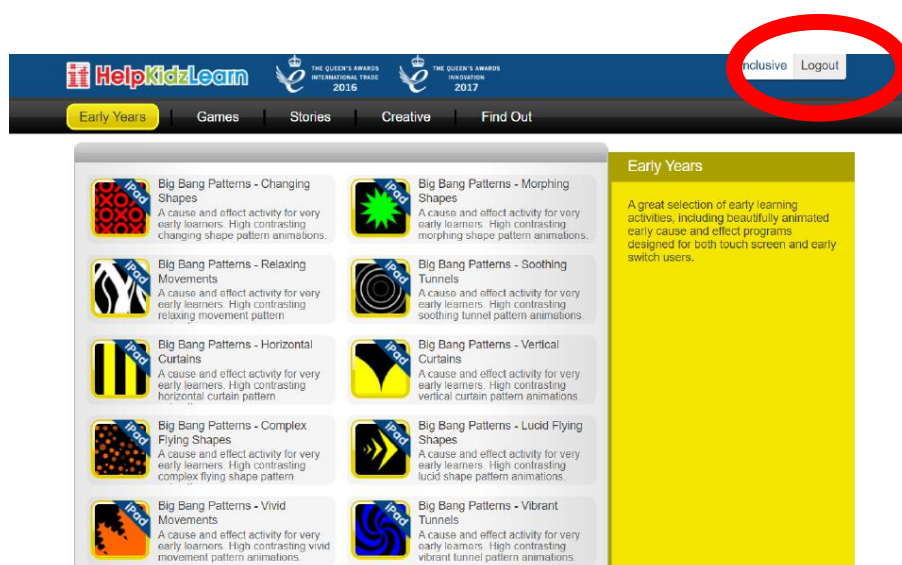 HelpKidzLearn
THE QUEEN'S AWARDS
INTERNATIONAL TRADE
2016
THE QUEEN'S AWARDS
INNOVATION
2017
nclusive Logout
Early Years Games Stories Creative Find Out
Big Bang Patterns - Changing
Shapes
A cause and effect activity for very
early learners. High contrasting
changing shape pattern animations.
iPad
Big Bang Patterns - Morphing
Shapes
A cause and effect activity for very
early learners. High contrasting
morphing shape pattern animations.
iPad
Big Bang Patterns - Relaxing
Movements
A cause and effect activity for very
early learners. High contrasting
relaxing movement pattern
iPad
Big Bang Patterns - Soothing
Tunnels
A cause and effect activity for very
early learners. High contrasting
soothing tunnel pattern animations.
iPad
Big Bang Patterns - Horizontal
Curtains
A cause and effect activity for very
early learners. High contrasting
horizontal curtain pattern
iPad
Big Bang Patterns - Vertical
Curtains
A cause and effect activity for very
early learners. High contrasting
vertical curtain pattern animations.
iPad
Big Bang Patterns - Complex
Flying Shapes
A cause and effect activity for very
early learners. High contrasting
complex flying shape pattern
iPad
Big Bang Patterns - Lucid Flying
Shapes
A cause and effect activity for very
early learners. High contrasting
lucid shape pattern animations.
iPad
Big Bang Patterns - Vivid
Movements
A cause and effect activity for very
early learners. High contrasting vivid
movement pattern animations.
iPad
Big Bang Patterns - Vibrant
Tunnels
A cause and effect activity for very
early learners. High contrasting
vibrant tunnel pattern animations.
iPad
Early Years
A great selection of early learning
activities, including beautifully animated
early cause and effect programs
designed for both touch screen and early
switch users.